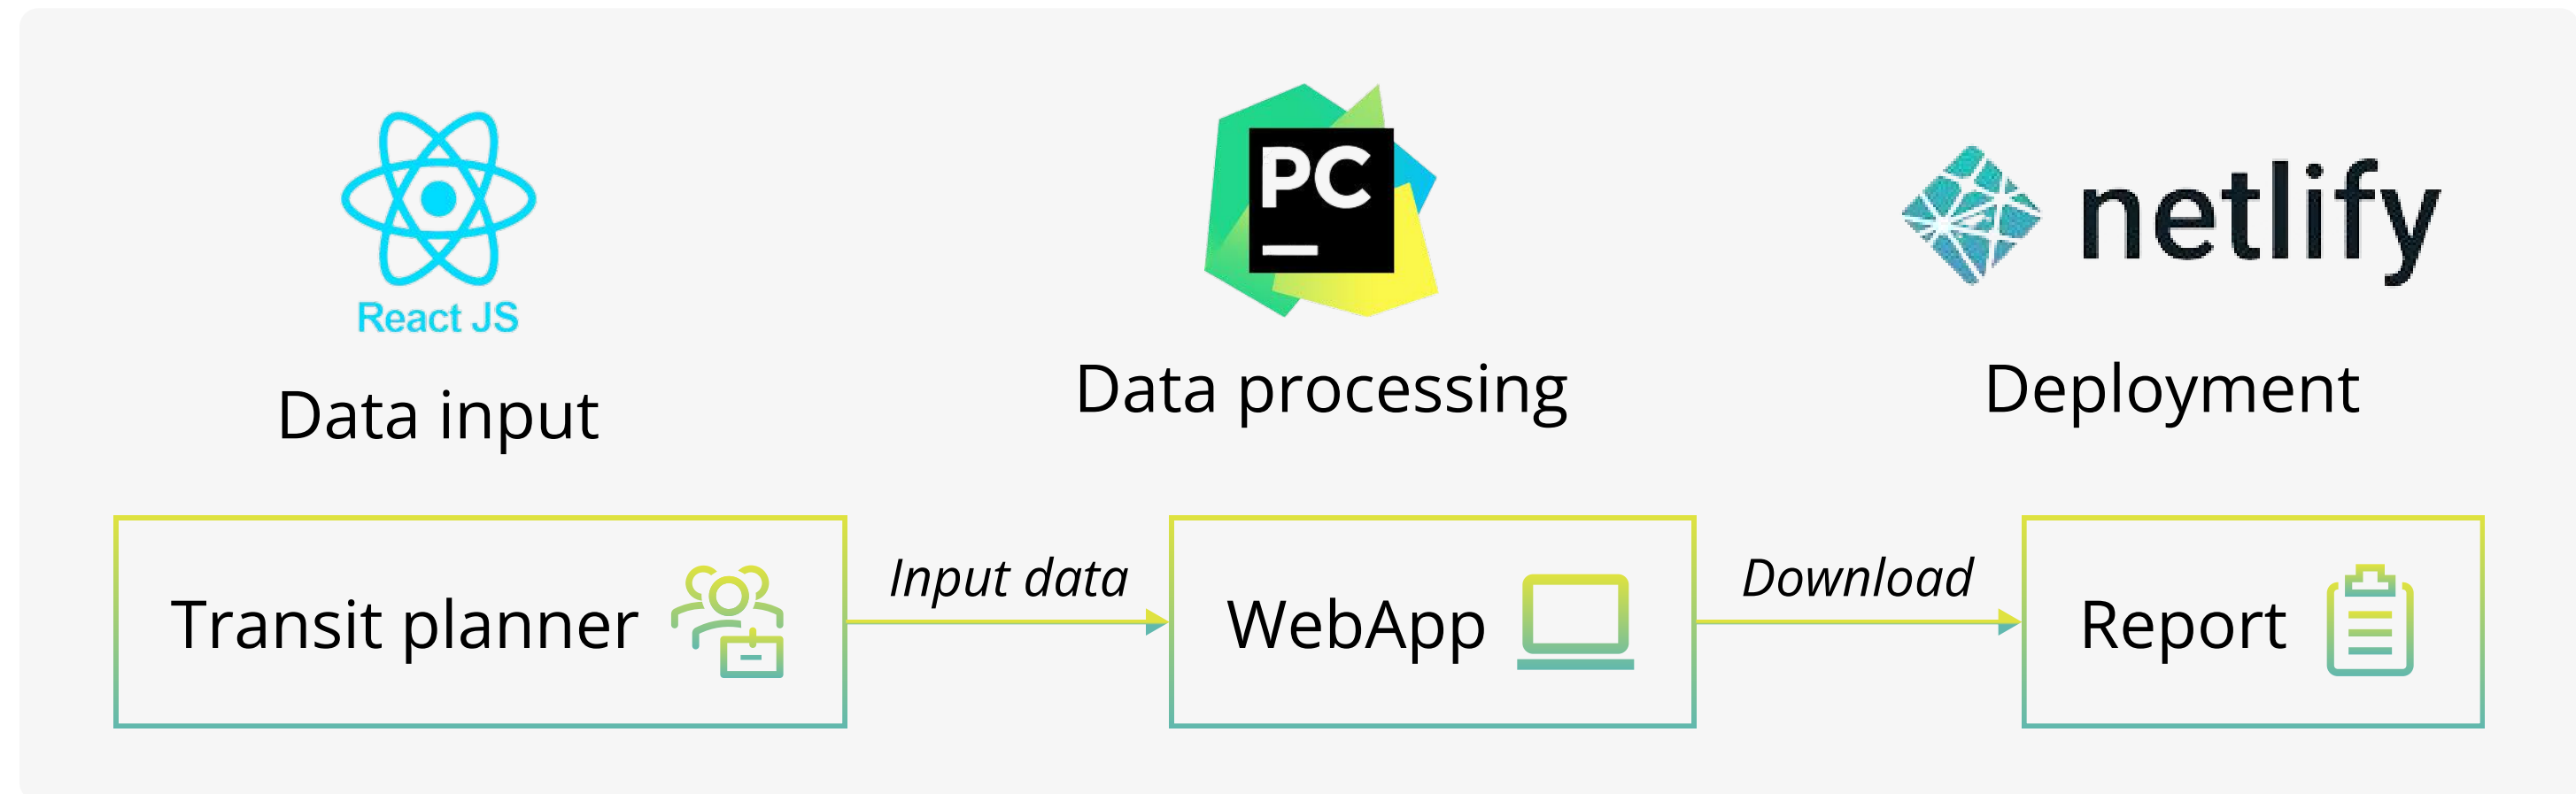 React JS
Data input
PC
Data processing
netlify
Deployment
Transit planner
Input data
WebApp
Download
Report